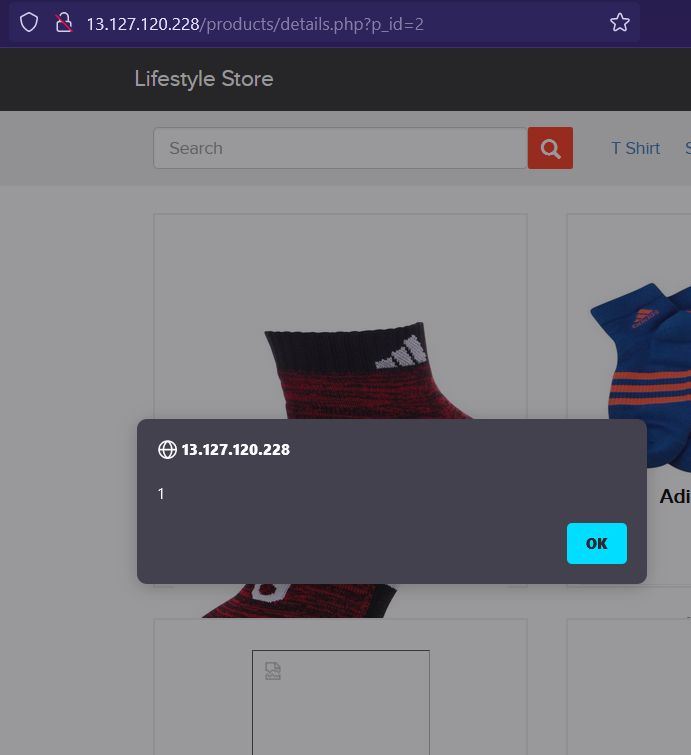 13.127.120.228/products/details.php?p_id=2
Lifestyle Store
Search
T Shirt
S
Adi
13.127.120.228
1
OK